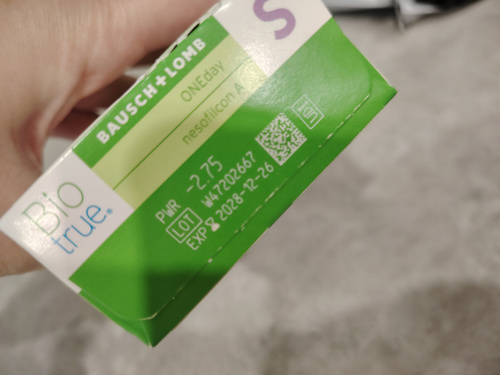 BAUSCH + LOMB
S
ONEday
nesofilcon A
Bio
true.
PWR -2.75
LOT W47202667
EXP 2028-12-26
UDI